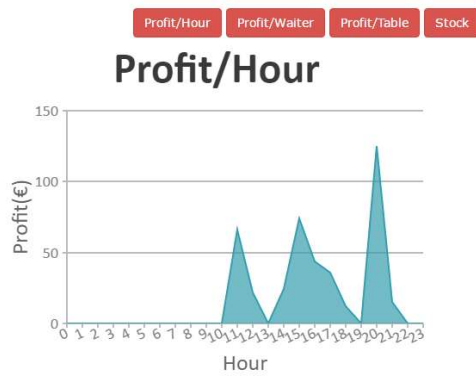 Profit/Hour Profit/Waiter Profit/Table Stock
Profit/Hour
150
100
50
0
Profit(€)
0 1 2 3 4 5 6 7 8 9 10 11 12 13 14 15 16 17 18 19 20 21 22 23
Hour